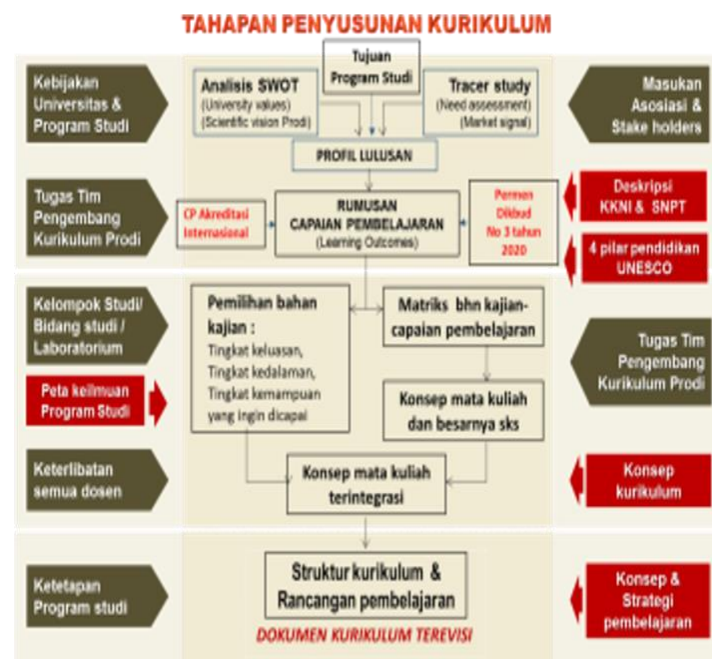 TAHAPAN PENYUSUNAN KURIKULUM
Kebijakan
Universitas &
Program Studi
Analisis SWOT
(University values)
(Scientific vision Prodi)
Tujuan
Program Studi
Tracer study
(Need assessment)
(Market signal)
Masukan
Asosiasi &
Stake holders
PROFIL LULUSAN
Tugas Tim
Pengembang
Kurikulum Prodi
CP Akreditasi
Internasional
RUMUSAN
CAPAIAN PEMBELAJARAN
(Learning Outcomes)
Permen
Dikbud
No 3 tahun
2020
Deskripsi
KKNI & SNPT
4 pilar pendidikan
UNESCO
Kelompok Studi/
Bidang studi /
Laboratorium
Peta keilmuan
Program Studi
Pemilihan bahan
kajian :
Tingkat keluasan,
Tingkat kedalaman,
Tingkat kemampuan
yang ingin dicapai
Matriks bhn kajian-
capaian pembelajaran
Konsep mata kuliah
dan besarnya sks
Tugas Tim
Pengembang
Kurikulum Prodi
Keterlibatan
semua dosen
Konsep mata kuliah
terintegrasi
Konsep
kurikulum
Ketetapan
Program studi
Struktur kurikulum &
Rancangan pembelajaran
DOKUMEN KURIKULUM TEREVISI
Konsep &
Strategi
pembelajaran